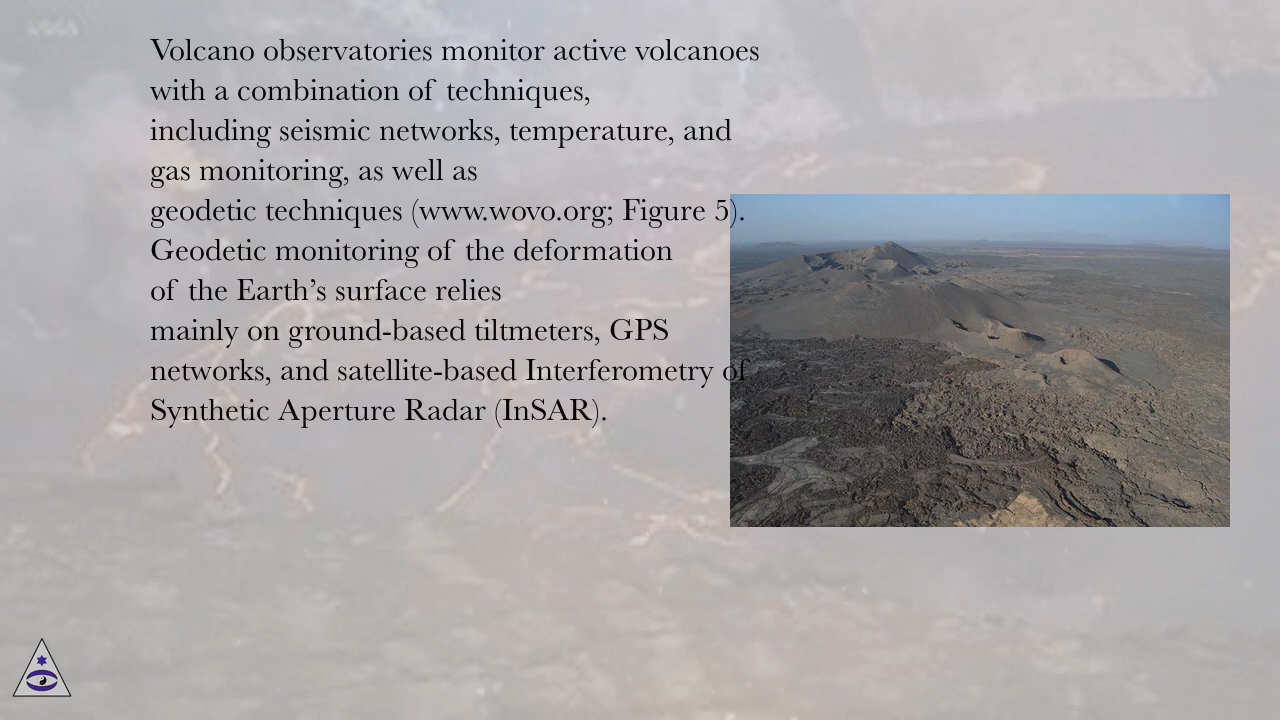 Volcano observatories monitor active volcanoes
with a combination of techniques,
including seismic networks, temperature, and
gas monitoring, as well as
geodetic techniques (www.wovo.org; Figure 5).
Geodetic monitoring of the deformation
of the Earth’s surface relies
mainly on ground-based tiltmeters, GPS
networks, and satellite-based Interferometry of
Synthetic Aperture Radar (InSAR).